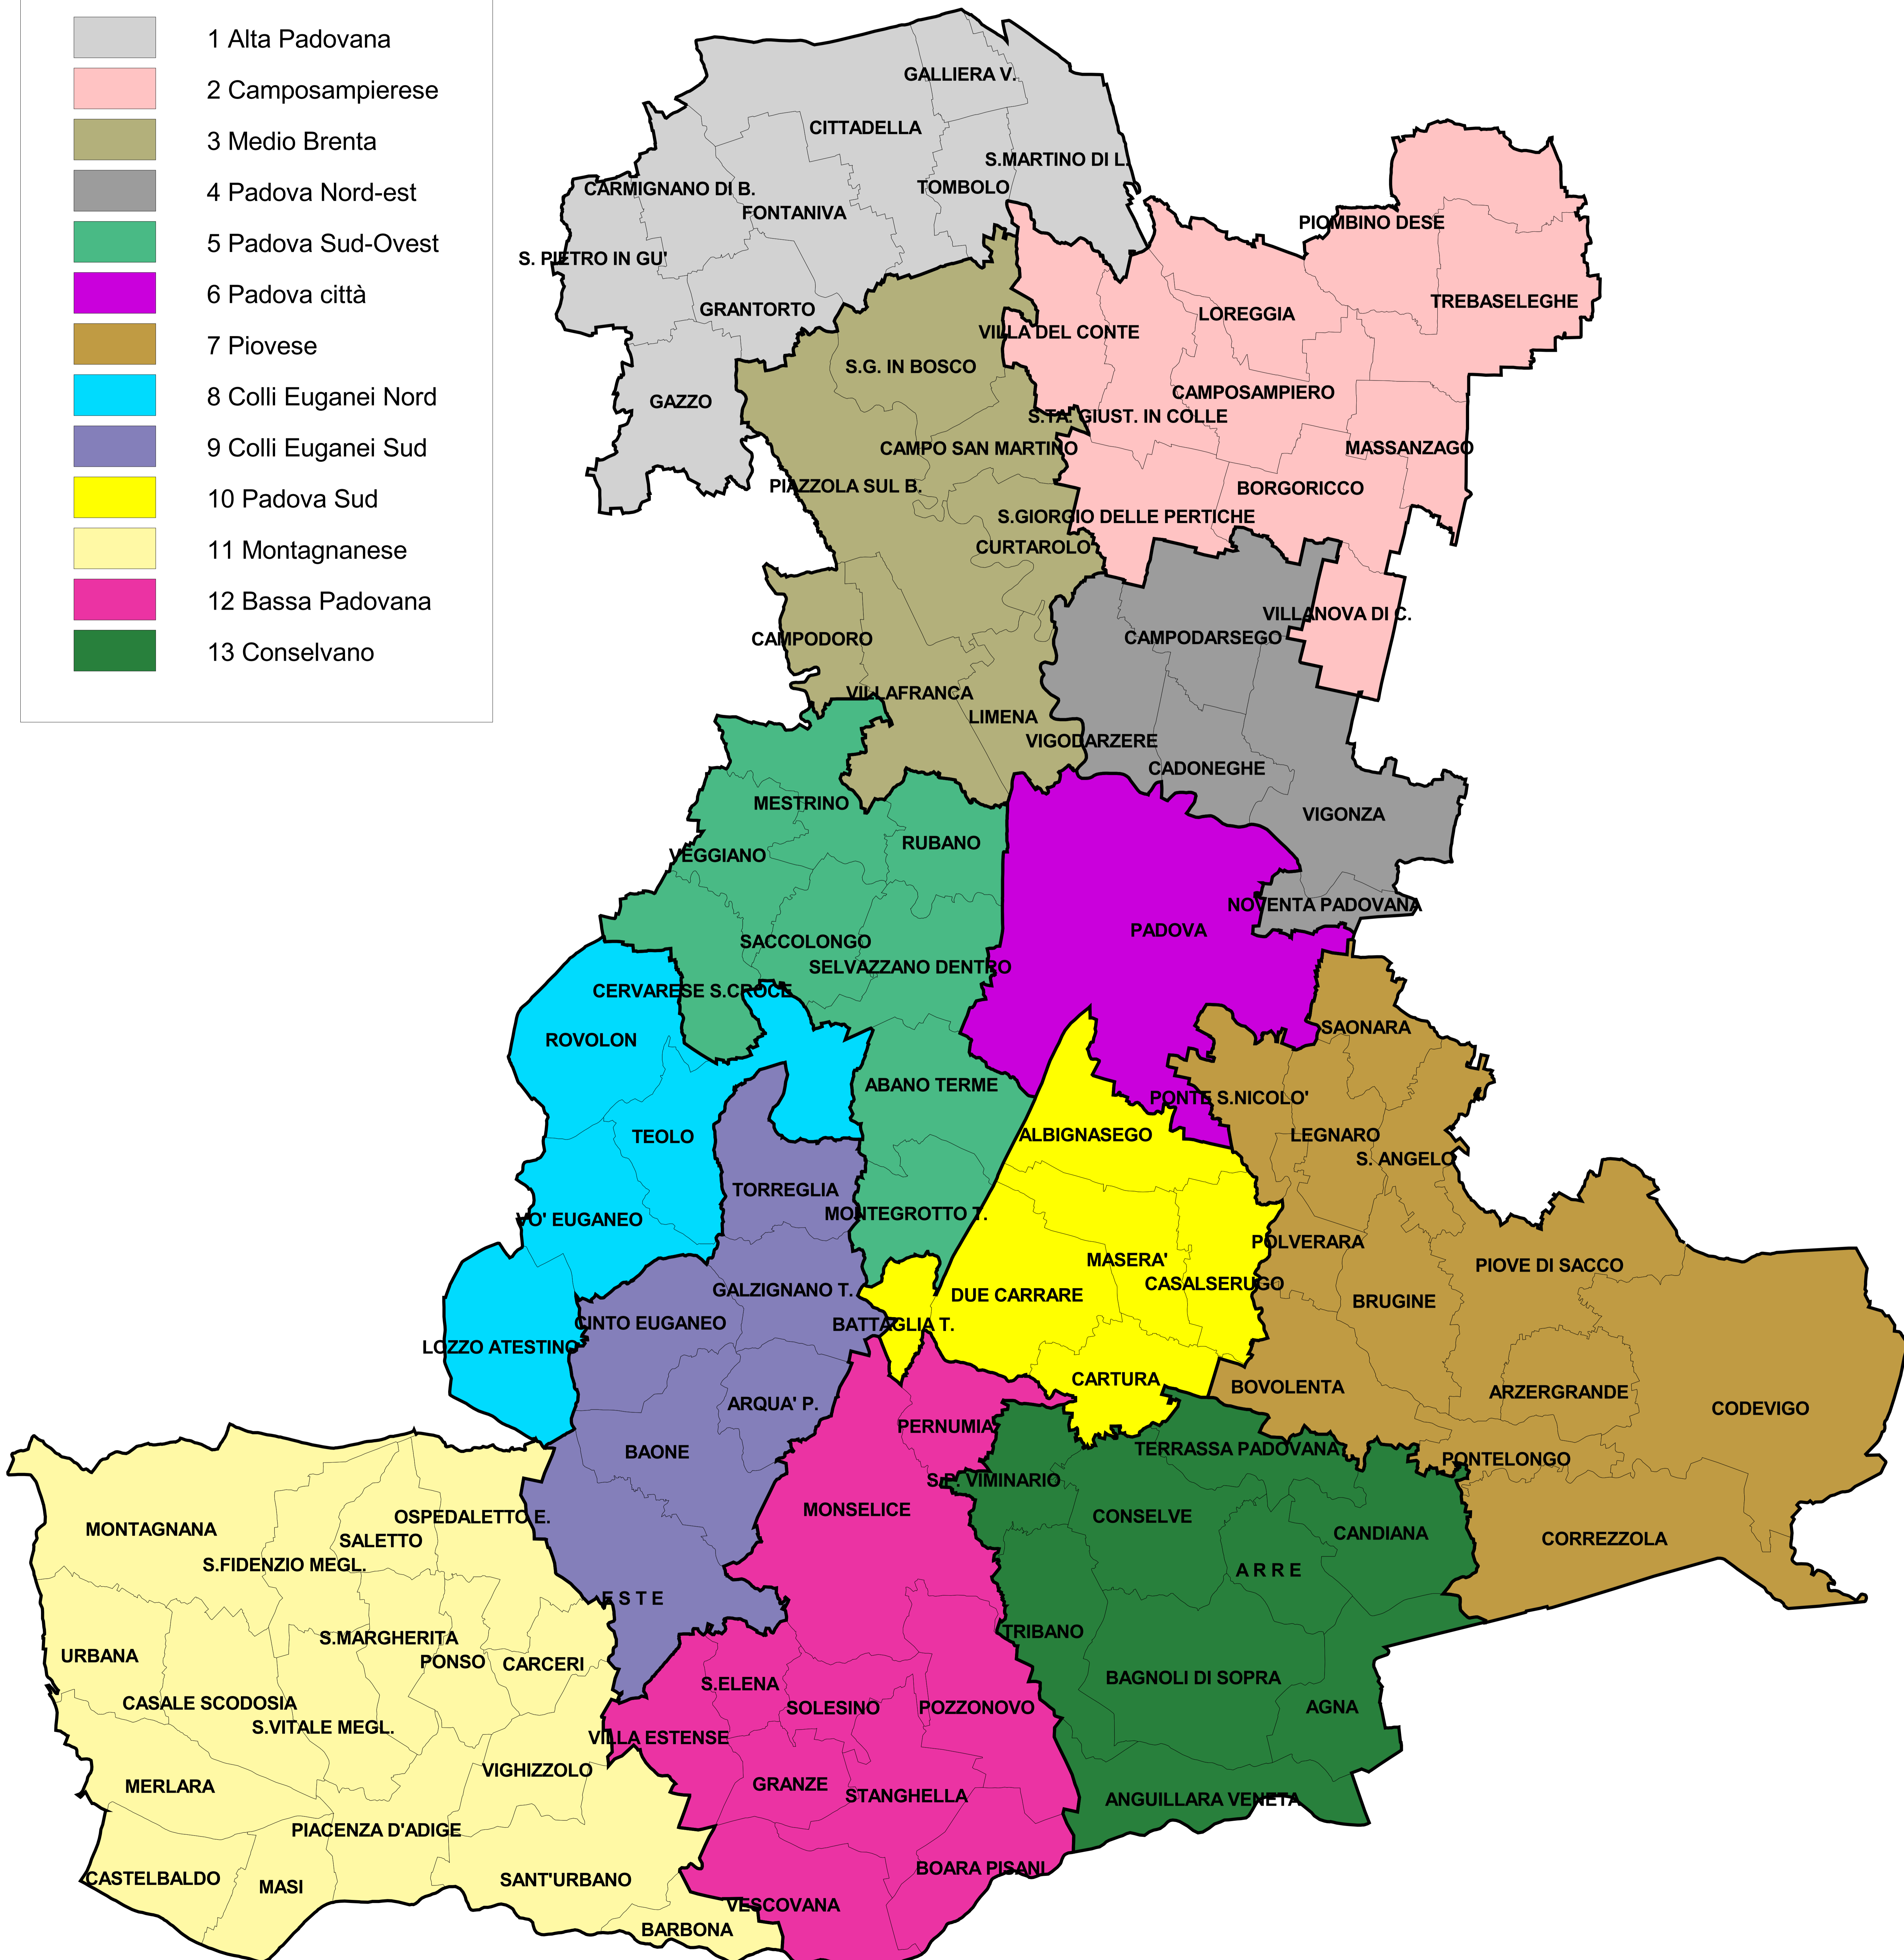 1 Alta Padovana
2 Camposampierese
3 Medio Brenta
4 Padova Nord-est
5 Padova Sud-Ovest
6 Padova città
7 Piovese
8 Colli Euganei Nord
9 Colli Euganei Sud
10 Padova Sud
11 Montagnanese
12 Bassa Padovana
13 Conselvano
GALLIERA V.
CITTADELLA
S.MARTINO DI L.
CARMIGNANO DI B.
TOMBOLO
FONTANIVA
PIOMBINO DESE
S. PIETRO IN GU'
TREBASELEGHE
GRANTORTO
LOREGGIA
VILLA DEL CONTE
S.G. IN BOSCO
CAMPOSAMPIERO
GAZZO
S.TA. GIUST. IN COLLE
CAMPO SAN MARTINO
MASSANZAGO
PIAZZOLA SUL B.
BORGORICCO
S.GIORGIO DELLE PERTICHE
CURTAROLO
VILLANOVA DI C.
CAMPODORO
CAMPODARSEGO
VILLAFRANCA
LIMENA
VIGODARZERE
CADONEGHE
MESTRINO
VIGONZA
RUBANO
VEGGIANO
NOVENTA PADOVANA
PADOVA
SACCOLONGO
SELVAZZANO DENTRO
CERVARESE S.CROCE
SAONARA
ROVOLON
ABANO TERME
PONTE S.NICOLO'
TEOLO
ALBIGNASEGO
LEGNARO
S. ANGELO
TORREGLIA
MONTEGROTTO T.
VO' EUGANEO
POLVERARA
MASERA'
PIOVE DI SACCO
CASALSERUGO
GALZIGNANO T.
DUE CARRARE
BRUGINE
CINTO EUGANEO
BATTAGLIA T.
LOZZO ATESTINO
CARTURA
BOVOLENTA
ARZERGRANDE
ARQUA' P.
CODEVIGO
PERNUMIA
BAONE
TERRASSA PADOVANA
PONTELONGO
S.P. VIMINARIO
MONSELICE
OSPEDALETTO E.
CONSELVE
MONTAGNANA
CANDIANA
SALETTO
CORREZZOLA
S.FIDENZIO MEGL.
A R R E
E S T E
TRIBANO
S.MARGHERITA
URBANA
PONSO
CARCERI
BAGNOLI DI SOPRA
S.ELENA
CASALE SCODOSIA
SOLESINO
POZZONOVO
AGNA
S.VITALE MEGL.
VILLA ESTENSE
VIGHIZZOLO
GRANZE
MERLARA
STANGHELLA
ANGUILLARA VENETA
PIACENZA D'ADIGE
BOARA PISANI
CASTELBALDO
SANT'URBANO
MASI
VESCOVANA
BARBONA